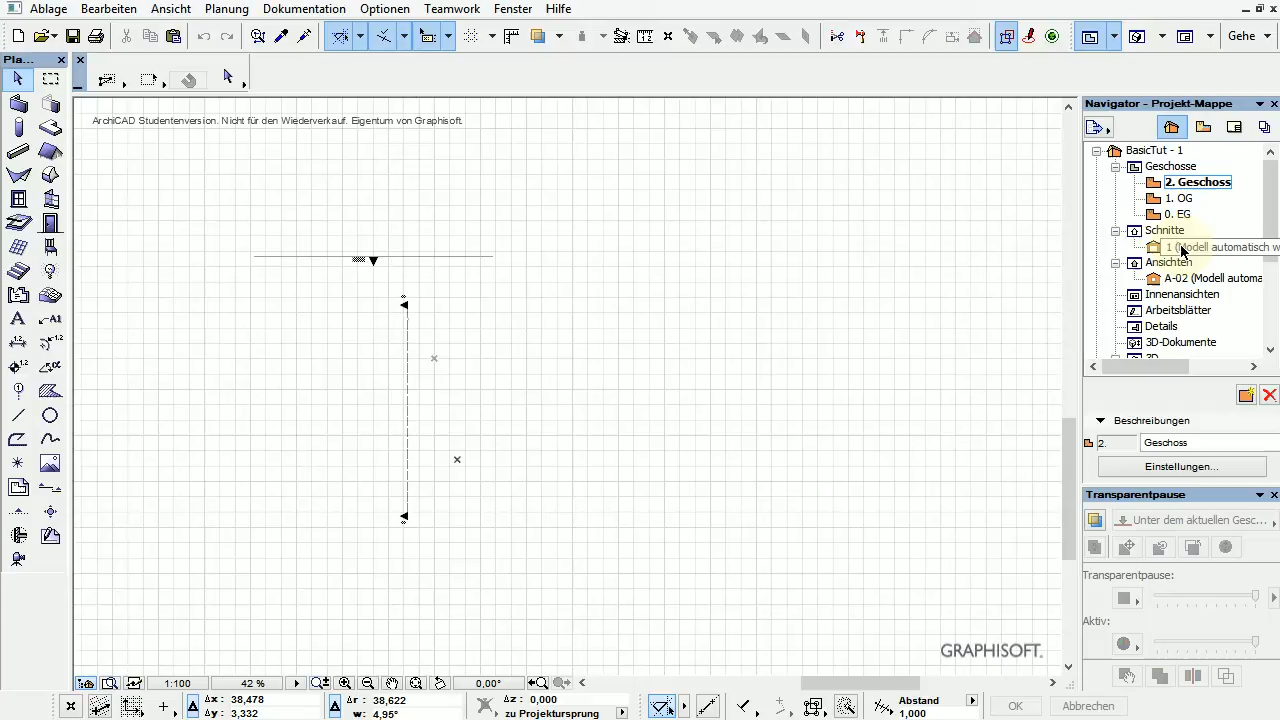 Ablage Bearbeiten Ansicht Planung Dokumentation Optionen Teamwork Fenster Hilfe
Gehe
Pla...
Navigator - Projekt-Mappe
ArchiCAD Studentenversion. Nicht für den Wiederverkauf. Eigentum von Graphisoft.
BasicTut - 1
Geschosse
2. Geschoss
1. OG
0. EG
Schnitte
1 (Modell automatisch w
Ansichten
A-02 (Modell automa
Innenansichten
Arbeitsblätter
Details
3D-Dokumente
Beschreibungen
2. Geschoss
Einstellungen...
Transparentpause
Unter dem aktuellen Gesc...
Transparentpause:
Aktiv:
GRAPHISOFT.
1:100 42 % 0,00°
Δx: 38,478 Δr: 38,622 Δz: 0,000 Abstand
Δy: 3,332 w: 4,95° zu Projektursprung 1,000
OK Abbrechen